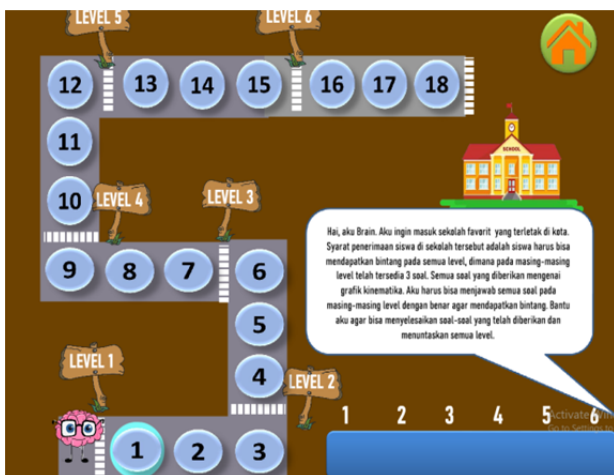 LEVEL 5
LEVEL 6
12
13
14
15
16
17
18
11
SCHOOL
10
LEVEL 4
LEVEL 3
9
8
7
6
Hai, aku Brain. Aku ingin masuk sekolah favorit yang terletak di kota.
Syarat penerimaan siswa di sekolah tersebut adalah siswa harus bisa
mendapatkan bintang pada semua level, dimana pada masing-masing
level telah tersedia 3 soal. Semua soal yang diberikan mengenai
grafik kinematika. Aku harus bisa menjawab semua soal pada
masing-masing level dengan benar agar mendapatkan bintang. Bantu
aku agar bisa menyelesaikan soal-soal yang telah diberikan dan
menuntaskan semua level.
5
4
LEVEL 1
LEVEL 2
1
2
3
1 2 3 4 5 6
Activate
Go to Settings to